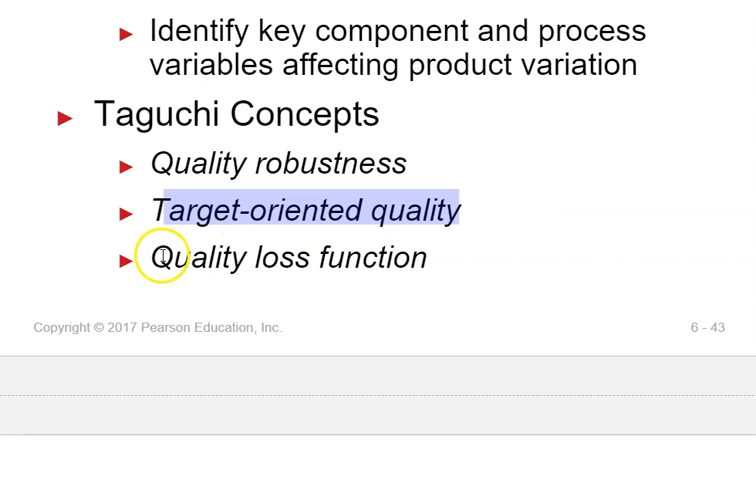 Identify key component and process
variables affecting product variation
Taguchi Concepts
Quality robustness
Target-oriented quality
Quality loss function
Copyright © 2017 Pearson Education, Inc.
6 - 43